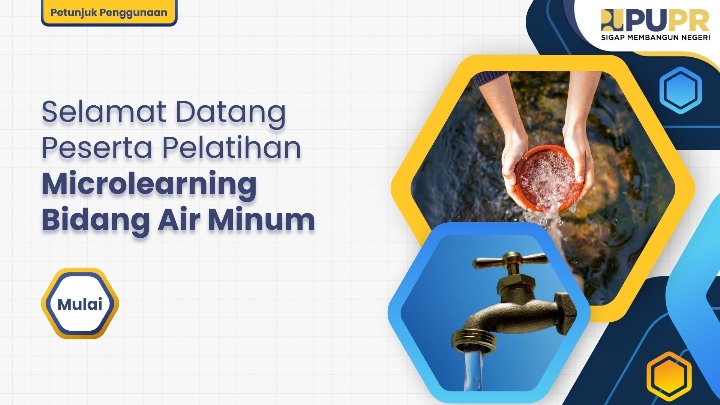 Petunjuk Penggunaan
PUPR
SIGAP MEMBANGUN NEGERI
Selamat Datang
Peserta Pelatihan
Microlearning
Bidang Air Minum
Mulai